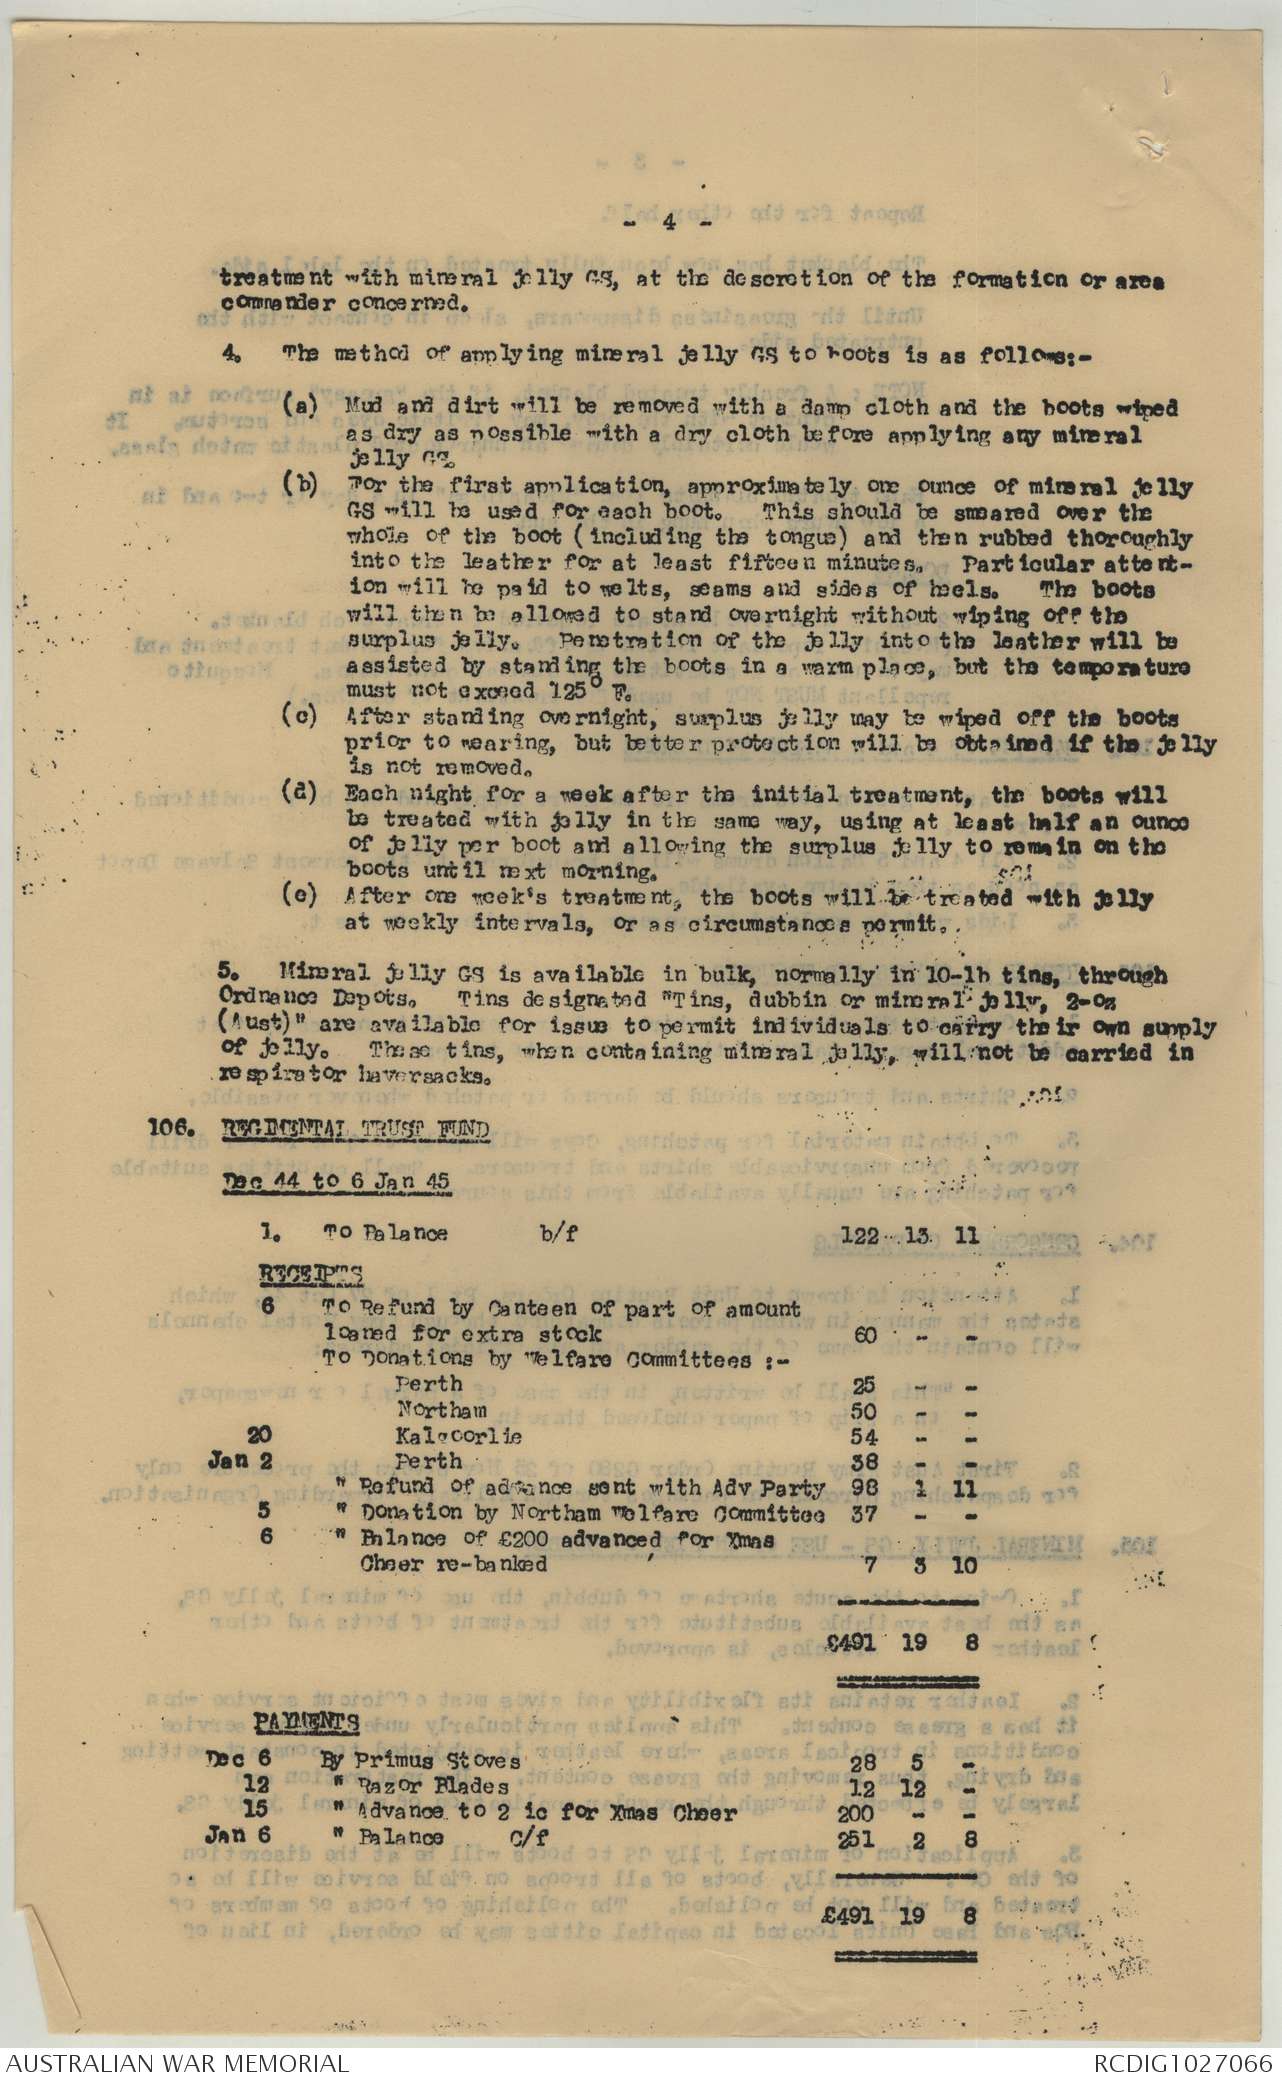 - 4 -
treatment with mineral jelly GS, at the descretion of the formation or area
commander concerned.
4. The method of applying mineral jelly GS to boots is as follows:-
(a) Mud and dirt will be removed with a damp cloth and the boots wiped
as dry as possible with a dry cloth before applying any mineral
jelly GS.
(b) For the first application, approximately one ounce of mineral jelly
GS will be used for each boot. This should be smeared over the
whole of the boot (including the tongue) and then rubbed thoroughly
into the leather for at least fifteen minutes. Particular attent-
ion will be paid to welts, seams and sides of heels. The boots
will then be allowed to stand overnight without wiping off the
surplus jelly. Penetration of the jelly into the leather will be
assisted by standing the boots in a warm place, but the temperature
must not exceed 125° F.
(c) After standing overnight, surplus jelly may be wiped off the boots
prior to wearing, but better protection will be obtained if the jelly
is not removed.
(d) Each night for a week after the initial treatment, the boots will
be treated with jelly in the same way, using at least half an ounce
of jelly per boot and allowing the surplus jelly to remain on the
boots until next morning.
(e) After one week's treatment, the boots will be treated with jelly
at weekly intervals, or as circumstances permit.
5. Mineral jelly GS is available in bulk, normally in 10-lb tins, through
Ordnance Depots. Tins designated "Tins, dubbin or mineral jelly, 2-oz
(Aust)" are available for issue to permit individuals to carry their own supply
of jelly. These tins, when containing mineral jelly, will not be carried in
respirator haversacks.
106. REGIMENTAL TRUST FUND
Dec 44 to 6 Jan 45
1. To Balance b/f 122 13 11
RECEIPTS
6 To Refund by Canteen of part of amount
loaned for extra stock 60 - -
To Donations by Welfare Committees :-
Perth 25 - -
Northam 50 - -
20 Kalgoorlie 54 - -
Jan 2 Perth 38 - -
" Refund of advance sent with Adv Party 98 1 11
5 " Donation by Northam Welfare Committee 37 - -
6 " Balance of £200 advanced for Xmas
Cheer re-banked 7 3 10
£491 19 8
PAYMENTS
Dec 6 By Primus Stoves 28 5 -
12 " Razor Blades 12 12 -
15 " Advance to 2 ic for Xmas Cheer 200 - -
Jan 6 " Balance C/f 251 2 8
£491 19 8
AUSTRALIAN WAR MEMORIAL RCDIG1027066